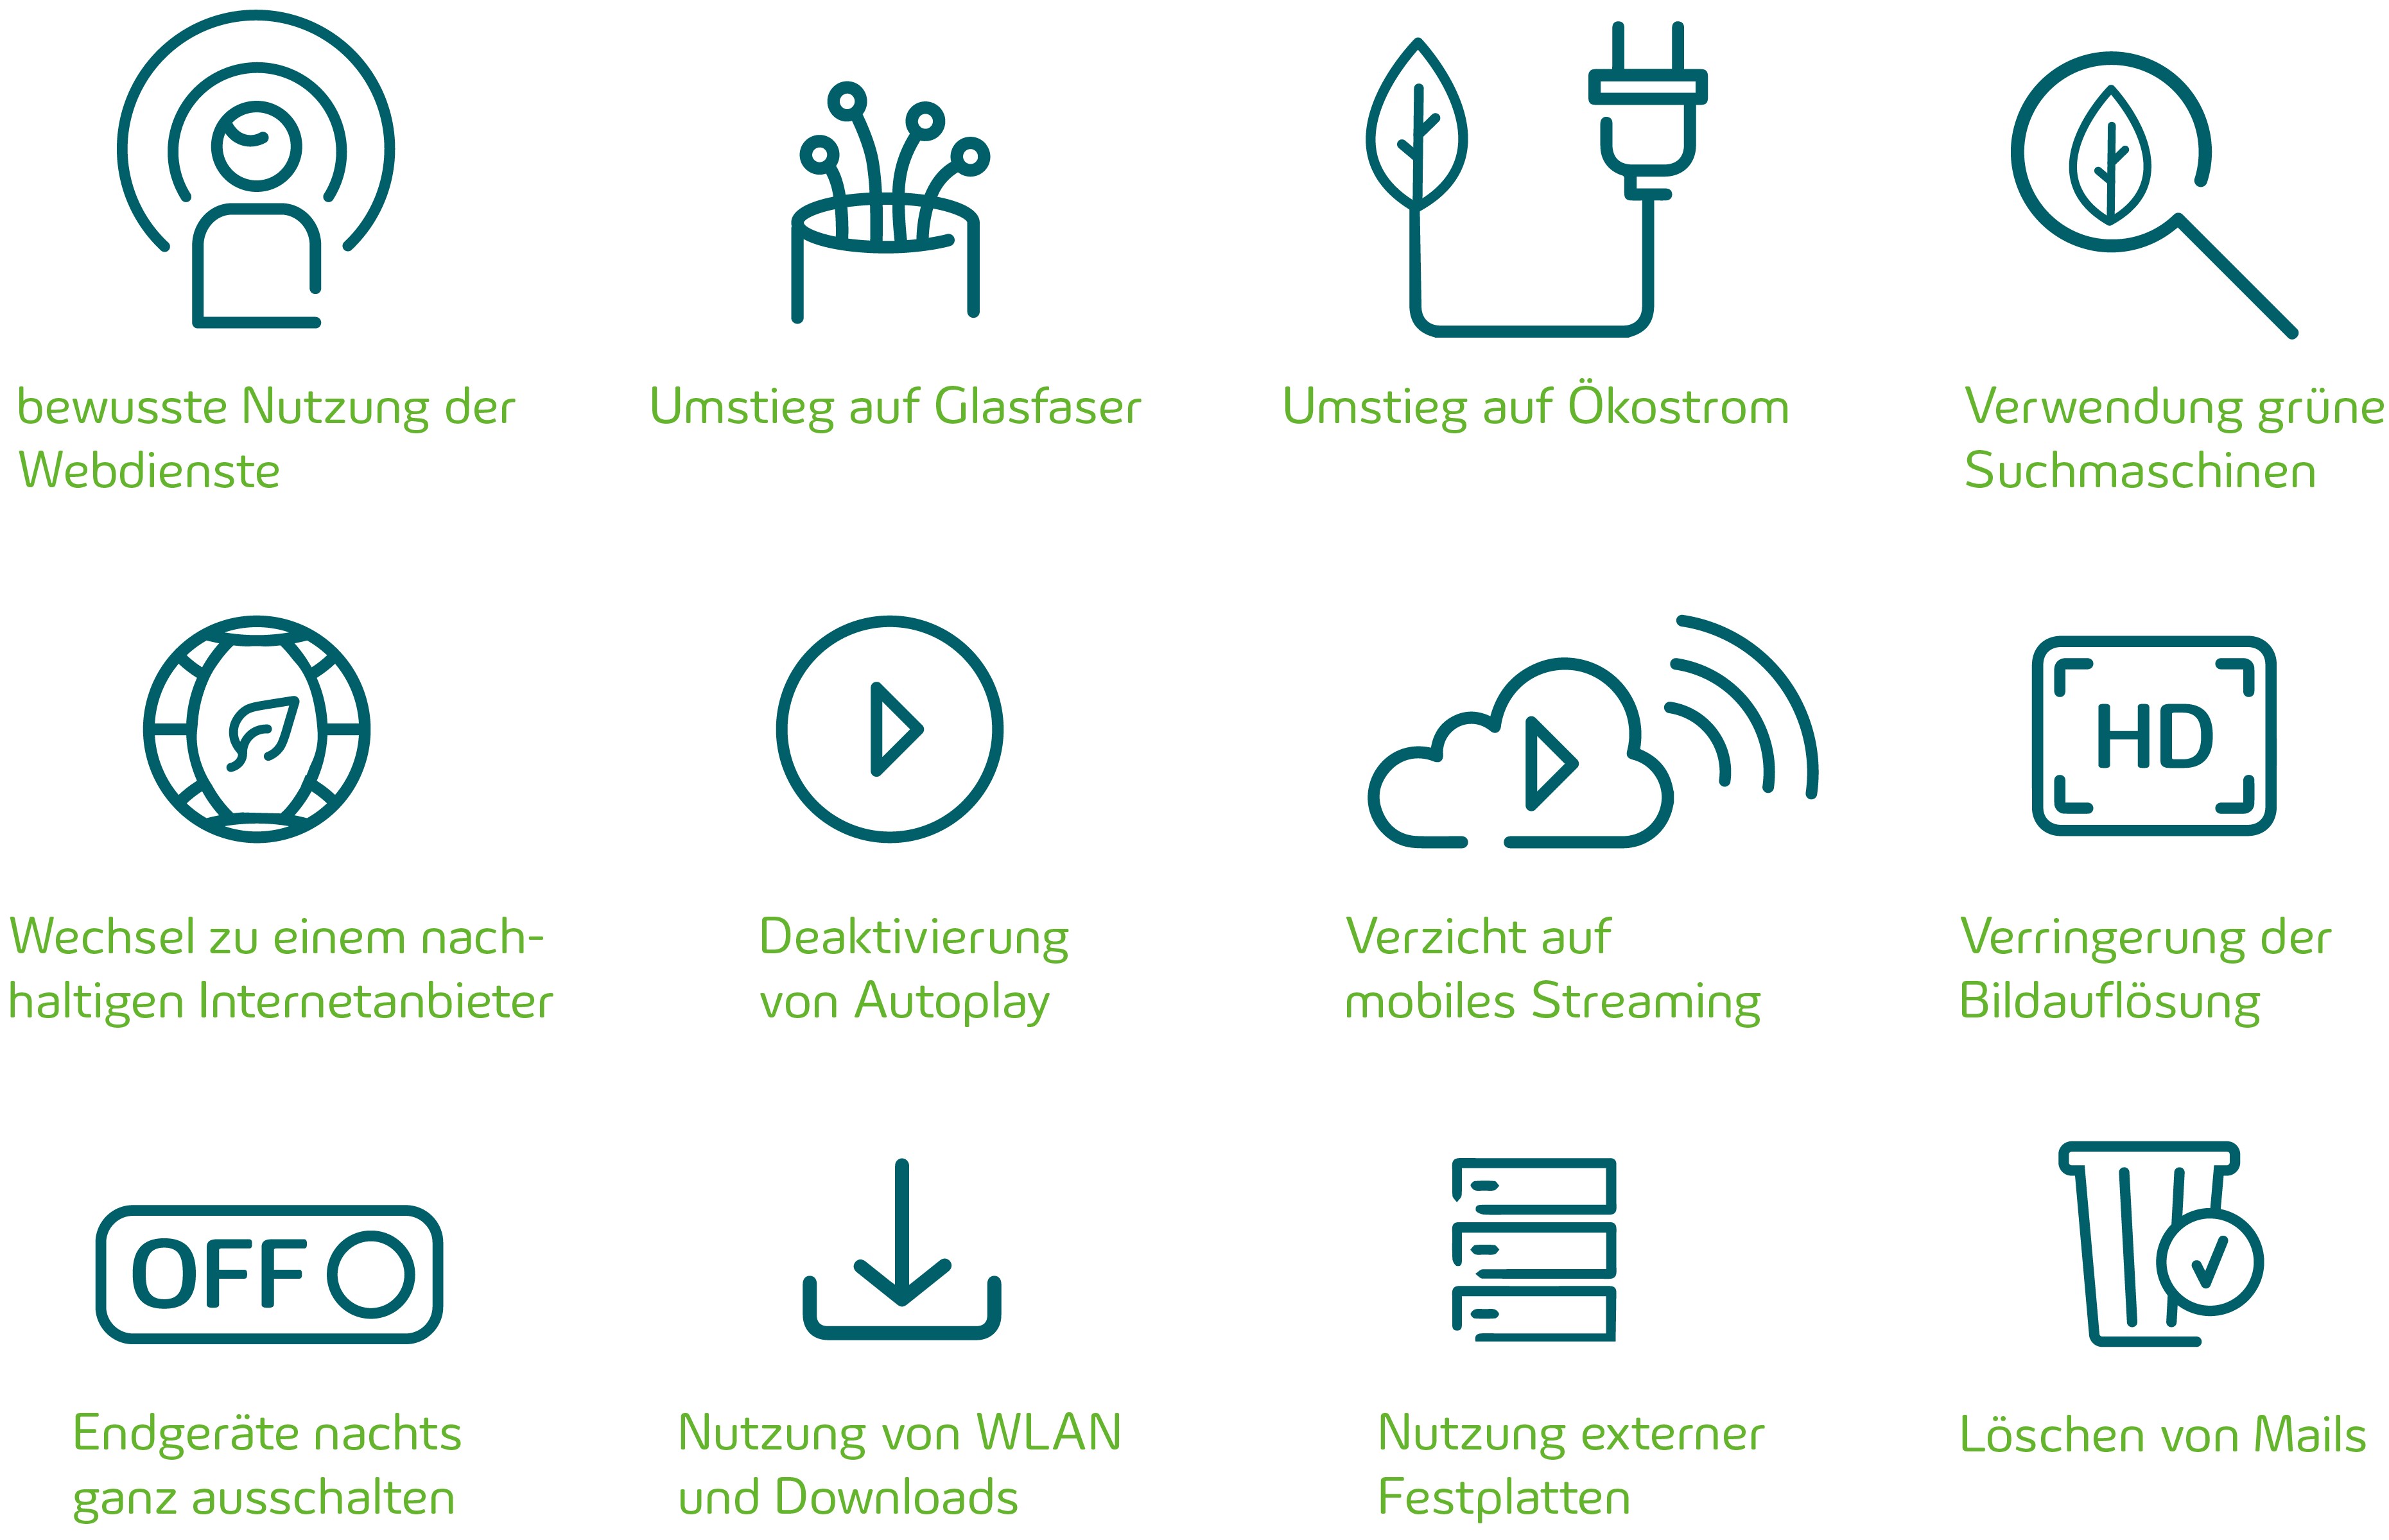 bewusste Nutzung der
Webdienste
Umstieg auf Glasfaser
Umstieg auf Ökostrom
Verwendung grüne
Suchmaschinen
HD
Wechsel zu einem nach-
haltigen Internetanbieter
Deaktivierung
von Autoplay
Verzicht auf
mobiles Streaming
Verringerung der
Bildauflösung
OFF
Endgeräte nachts
ganz ausschalten
Nutzung von WLAN
und Downloads
Nutzung externer
Festplatten
Löschen von Mails